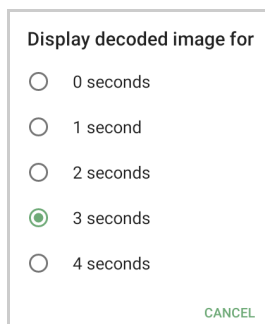 Display decoded image for
0 seconds
1 second
2 seconds
3 seconds
4 seconds
CANCEL